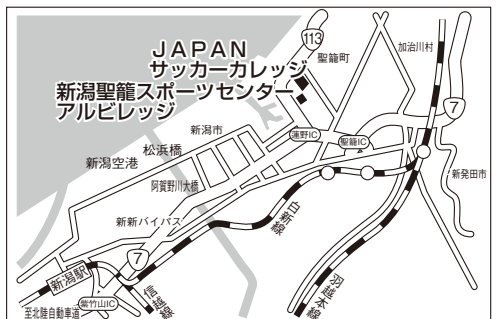 113
JAPAN
サッカーカレッジ
聖籠町
加治川村
新潟聖籠スポーツセンター
アルビレッジ
7
新潟市
蓮野IC
聖籠IC
松浜橋
新潟空港
新発田市
阿賀野川大橋
新新バイパス
白新線
7
羽越本線
新潟駅
紫竹山IC
信越線
至北陸自動車道